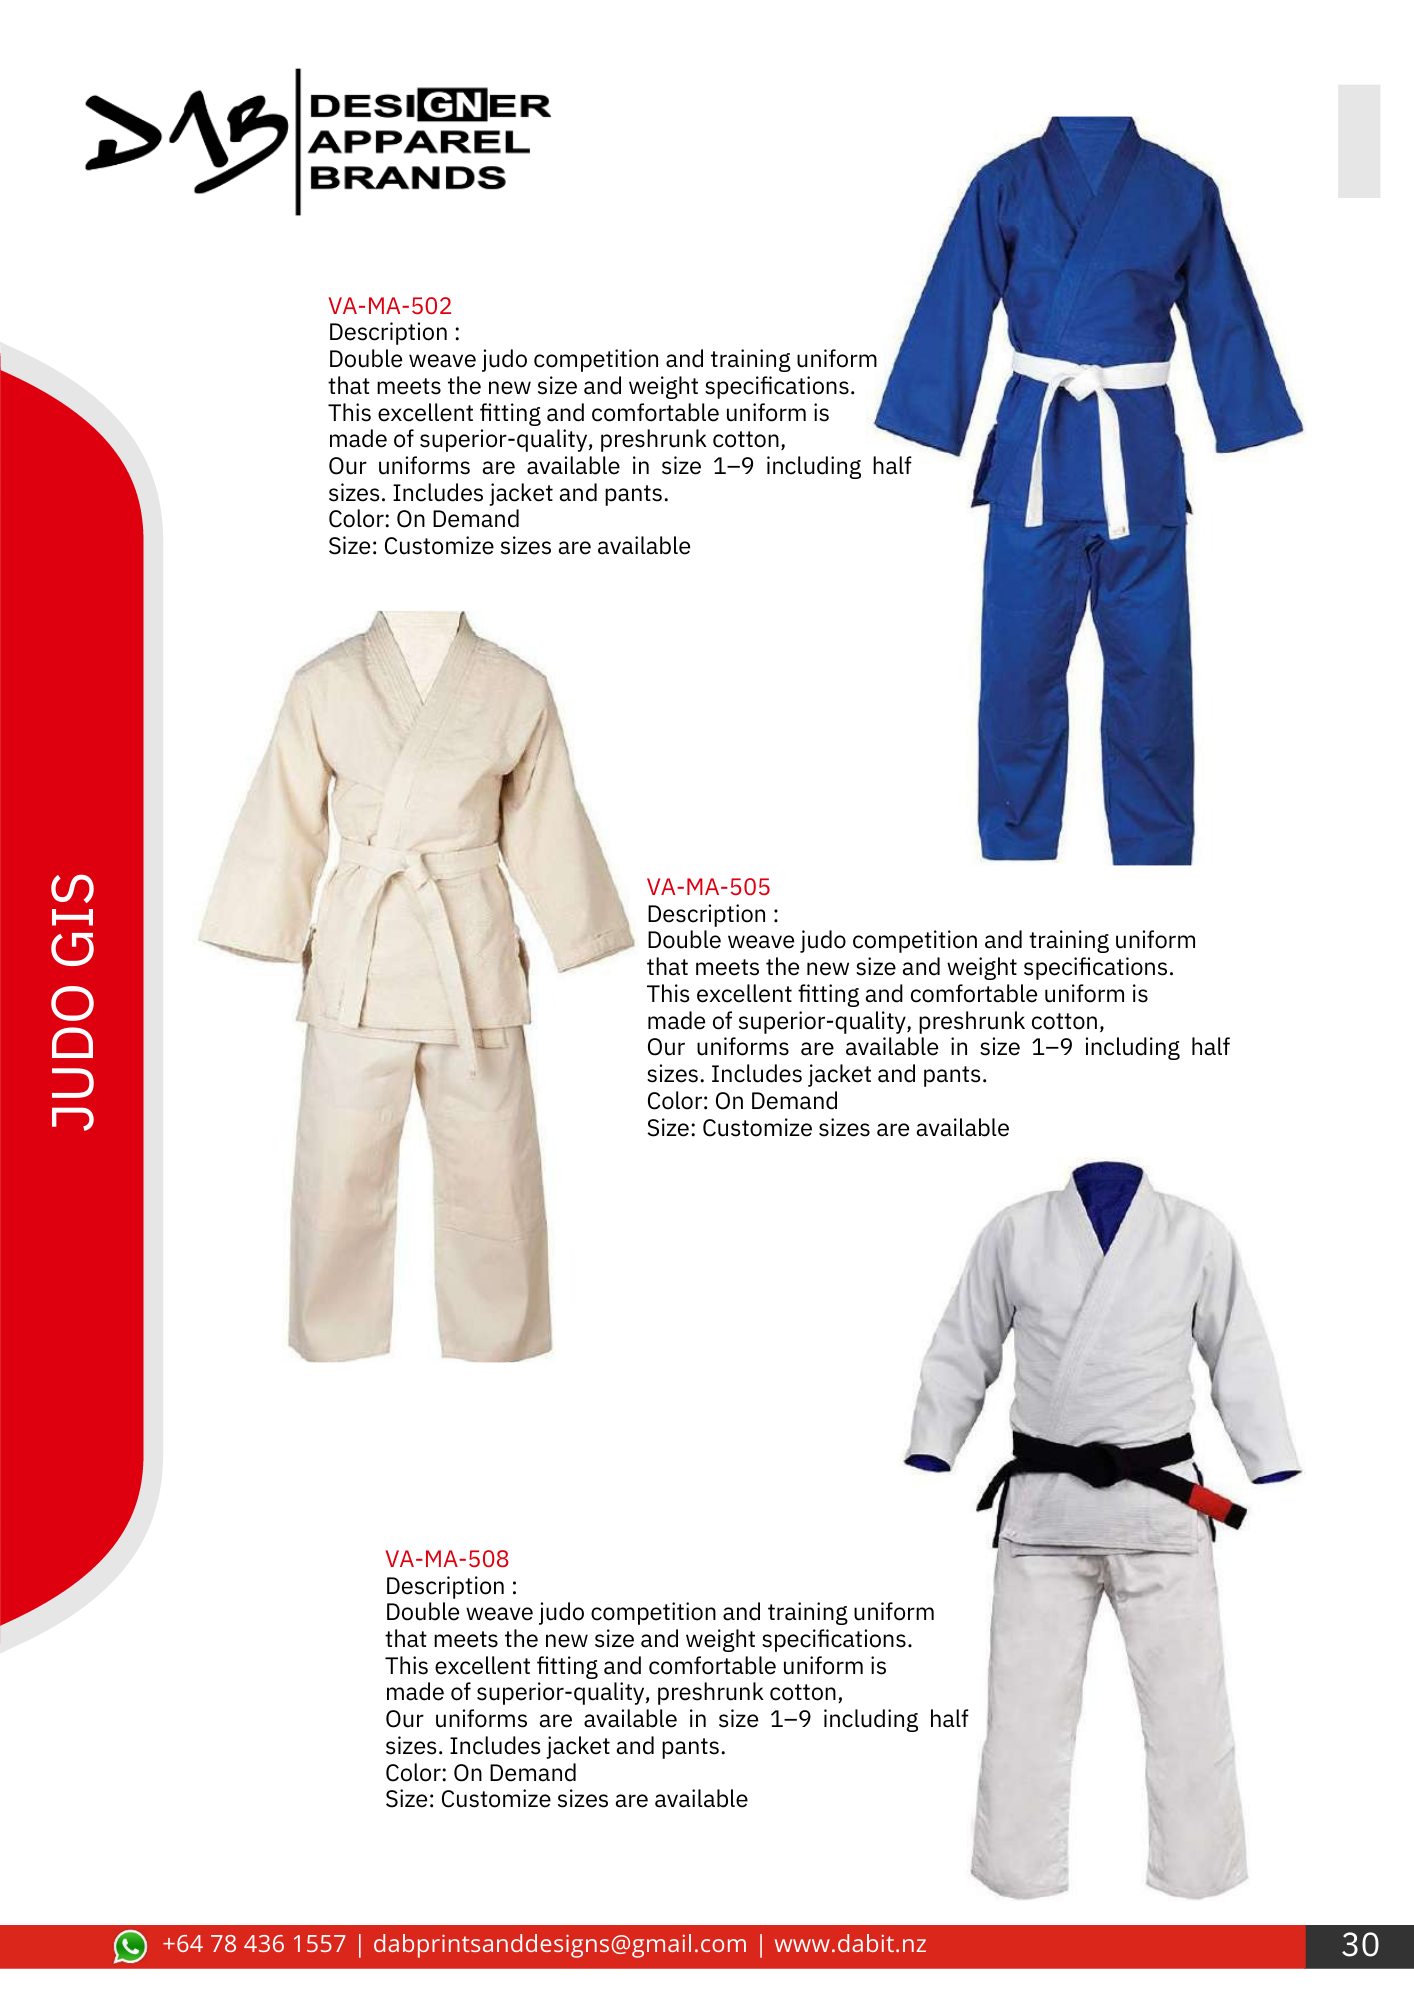 DAB
DESIGNER
APPAREL
BRANDS
VA-MA-502
Description :
Double weave judo competition and training uniform
that meets the new size and weight specifications.
This excellent fitting and comfortable uniform is
made of superior-quality, preshrunk cotton,
Our uniforms are available in size 1–9 including half
sizes. Includes jacket and pants.
Color: On Demand
Size: Customize sizes are available
JUDO GIS
VA-MA-505
Description :
Double weave judo competition and training uniform
that meets the new size and weight specifications.
This excellent fitting and comfortable uniform is
made of superior-quality, preshrunk cotton,
Our uniforms are available in size 1–9 including half
sizes. Includes jacket and pants.
Color: On Demand
Size: Customize sizes are available
VA-MA-508
Description :
Double weave judo competition and training uniform
that meets the new size and weight specifications.
This excellent fitting and comfortable uniform is
made of superior-quality, preshrunk cotton,
Our uniforms are available in size 1–9 including half
sizes. Includes jacket and pants.
Color: On Demand
Size: Customize sizes are available
+64 78 436 1557 | dabprintsanddesigns@gmail.com | www.dabit.nz
30